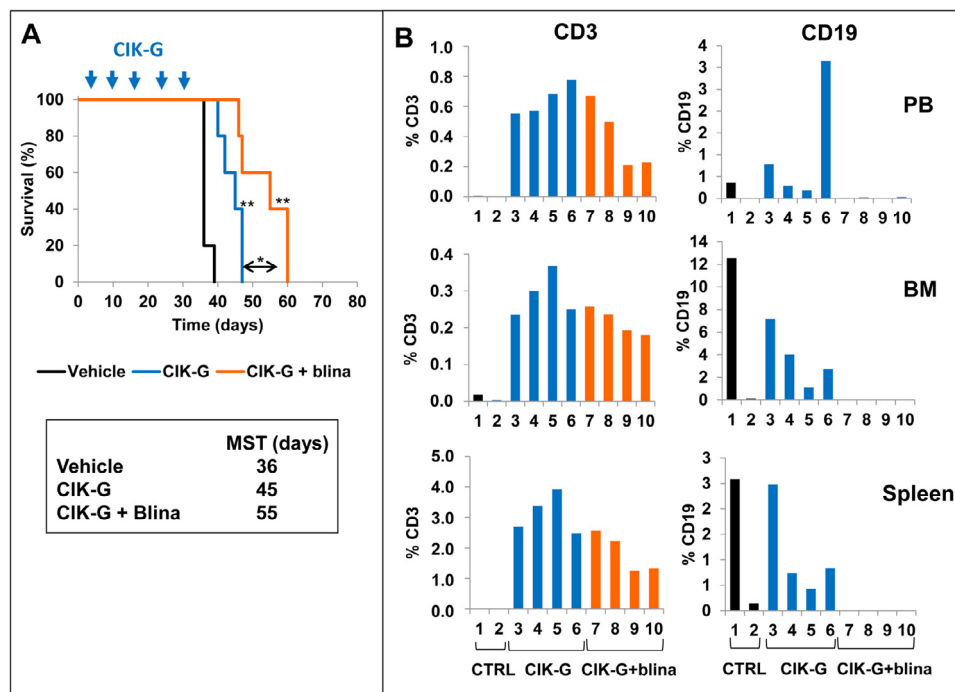 A
CIK-G
Survival (%)
100
80
60
40
20
0
**
**
*
0 10 20 30 40 50 60 70 80
Time (days)
Vehicle CIK-G CIK-G + blina
MST (days)
Vehicle 36
CIK-G 45
CIK-G + Blina 55
B
CD3
CD19
% CD3
1.0
0.8
0.6
0.4
0.2
0.0
1 2 3 4 5 6 7 8 9 10
% CD19
4
3
3
2
2
1
1
0
1 2 3 4 5 6 7 8 9 10
PB
% CD3
0.4
0.3
0.2
0.1
0.0
1 2 3 4 5 6 7 8 9 10
% CD19
14
12
10
8
6
4
2
0
1 2 3 4 5 6 7 8 9 10
BM
% CD3
5.0
4.0
3.0
2.0
1.0
0.0
1 2 3 4 5 6 7 8 9 10
CTRL CIK-G CIK-G+blina
% CD19
3
3
2
2
1
1
0
1 2 3 4 5 6 7 8 9 10
Spleen
CTRL CIK-G CIK-G+blina